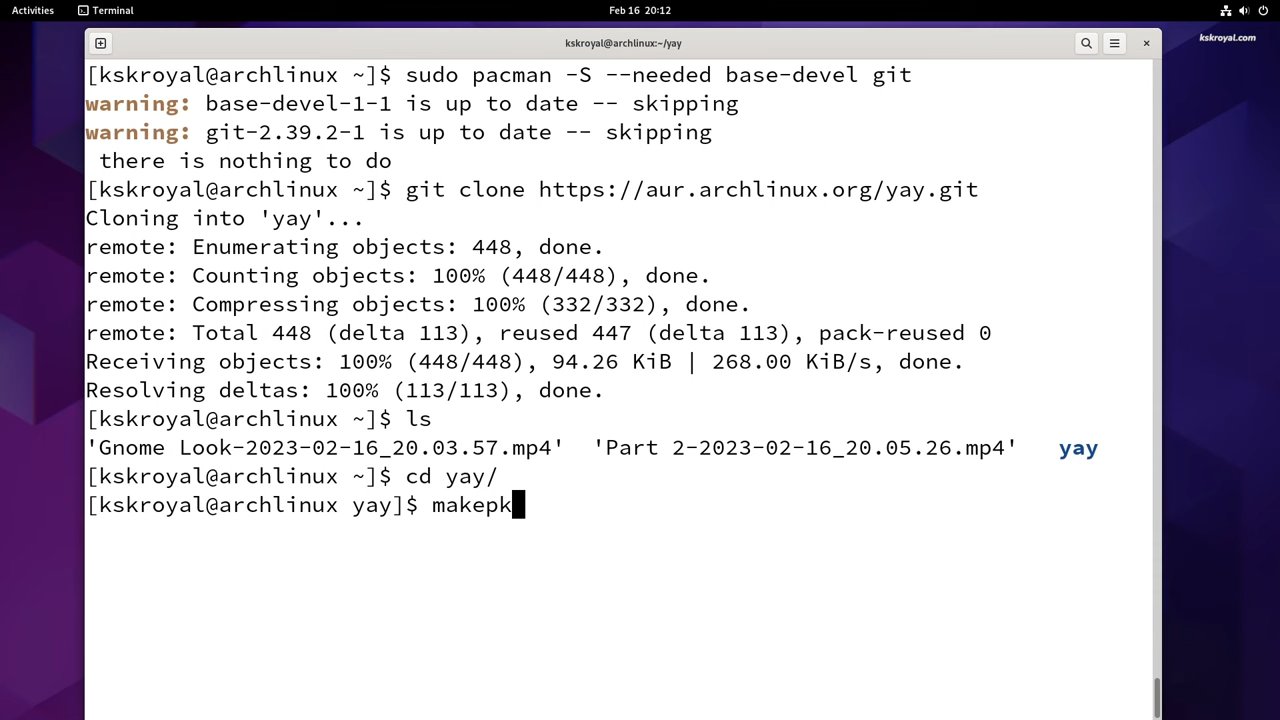 Activities
Terminal
Feb 16 20:12
kskroyal.com
kskroyal@archlinux:~/yay
[kskroyal@archlinux ~]$ sudo pacman -S --needed base-devel git
warning: base-devel-1-1 is up to date -- skipping
warning: git-2.39.2-1 is up to date -- skipping
 there is nothing to do
[kskroyal@archlinux ~]$ git clone https://aur.archlinux.org/yay.git
Cloning into 'yay'...
remote: Enumerating objects: 448, done.
remote: Counting objects: 100% (448/448), done.
remote: Compressing objects: 100% (332/332), done.
remote: Total 448 (delta 113), reused 447 (delta 113), pack-reused 0
Receiving objects: 100% (448/448), 94.26 KiB | 268.00 KiB/s, done.
Resolving deltas: 100% (113/113), done.
[kskroyal@archlinux ~]$ ls
'Gnome Look-2023-02-16_20.03.57.mp4'  'Part 2-2023-02-16_20.05.26.mp4'   yay
[kskroyal@archlinux ~]$ cd yay/
[kskroyal@archlinux yay]$ makepk